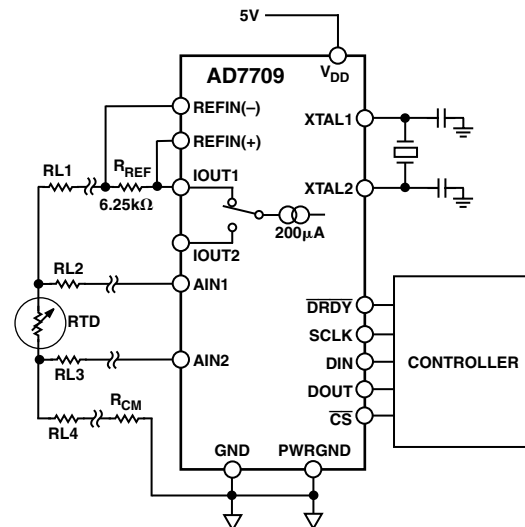 5V
AD7709
VDD
REFIN(–)
REFIN(+)
XTAL1
RL1
RREF
6.25kΩ
IOUT1
XTAL2
200μA
IOUT2
RL2
AIN1
DRDY
SCLK
RTD
DIN
CONTROLLER
AIN2
RL3
DOUT
CS
RCM
RL4
GND
PWRGND